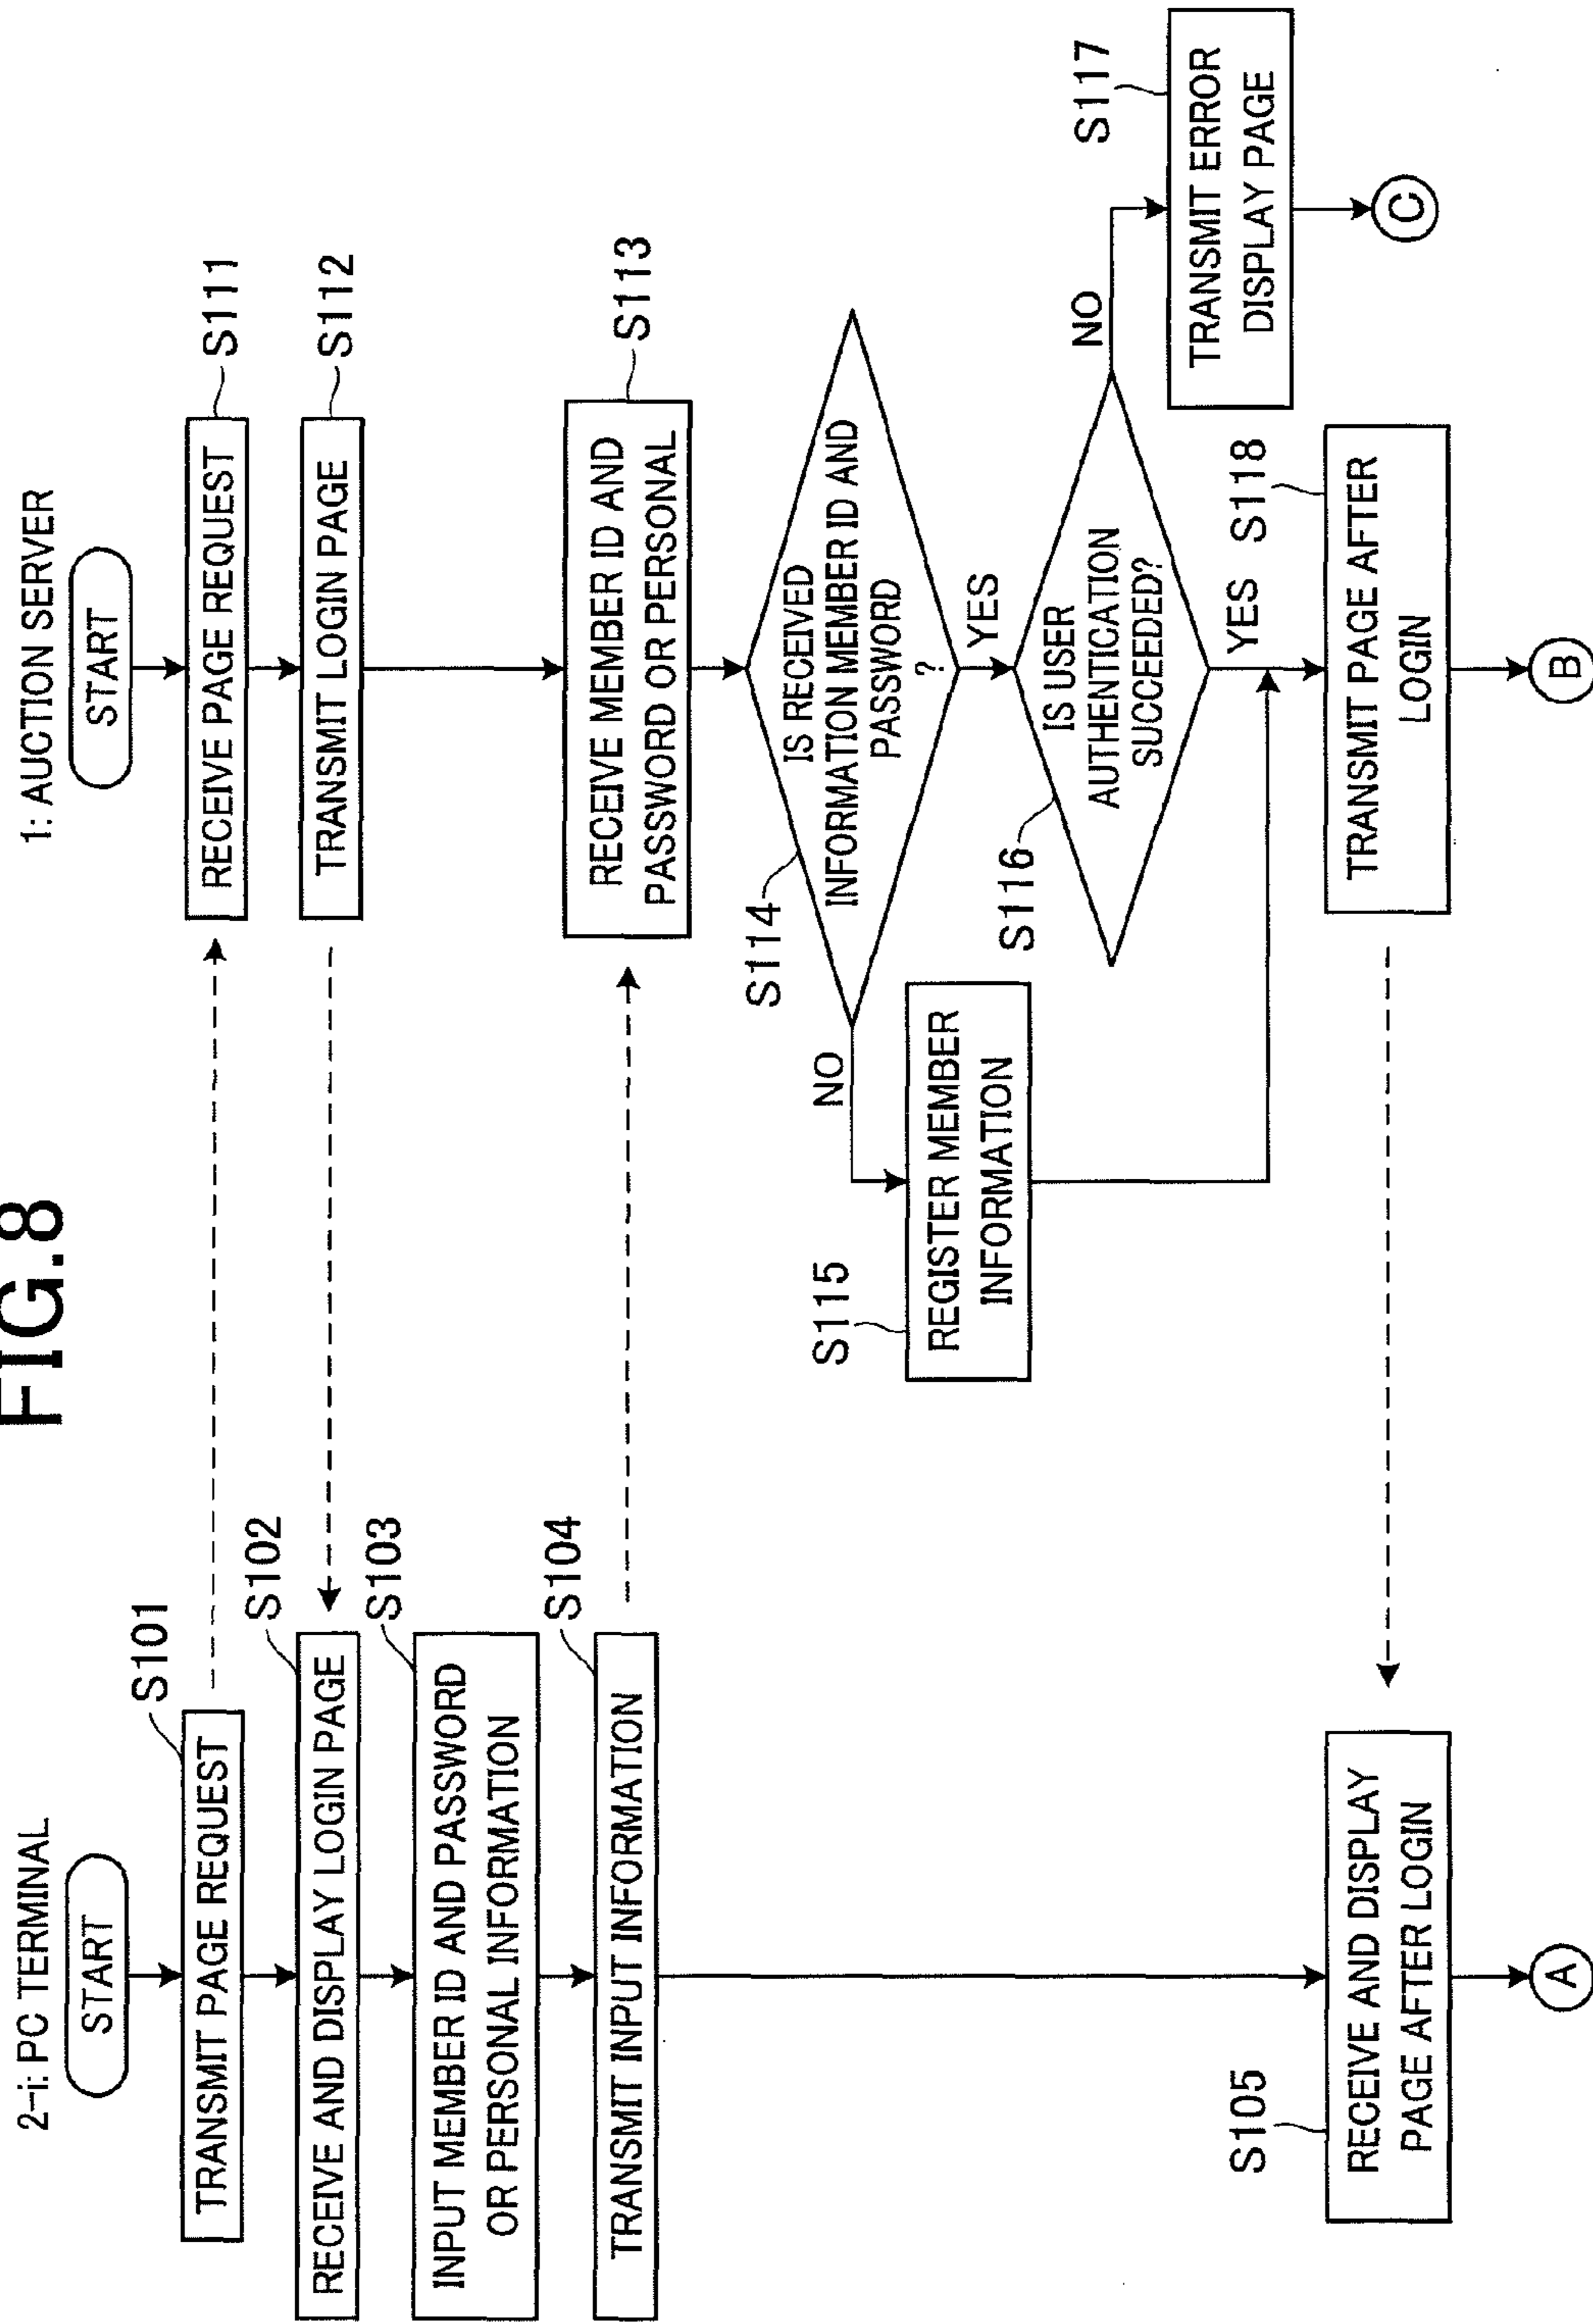 FIG.8
2-i: PC TERMINAL
START
TRANSMIT PAGE REQUEST
S101
RECEIVE AND DISPLAY LOGIN PAGE
S102
INPUT MEMBER ID AND PASSWORD
OR PERSONAL INFORMATION
S103
TRANSMIT INPUT INFORMATION
S104
RECEIVE AND DISPLAY
PAGE AFTER LOGIN
S105
A
1: AUCTION SERVER
START
RECEIVE PAGE REQUEST
S111
TRANSMIT LOGIN PAGE
S112
RECEIVE MEMBER ID AND
PASSWORD OR PERSONAL
S113
IS RECEIVED
INFORMATION MEMBER ID AND
PASSWORD
?
S114
NO
YES
REGISTER MEMBER
INFORMATION
S115
IS USER
AUTHENTICATION
SUCCEEDED?
S116
NO
YES
TRANSMIT ERROR
DISPLAY PAGE
S117
C
TRANSMIT PAGE AFTER
LOGIN
S118
B